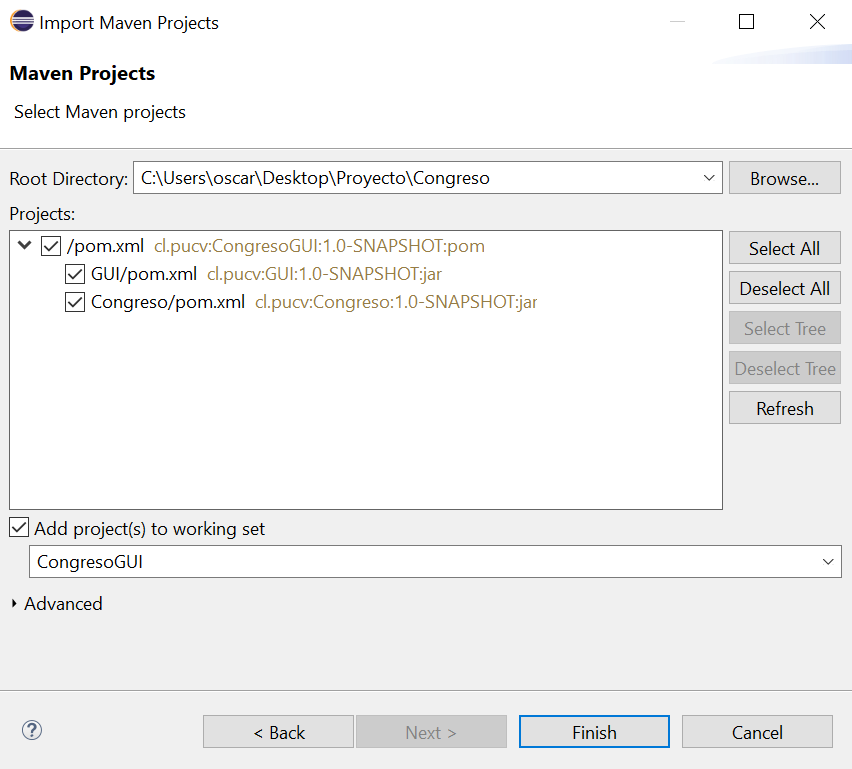 Import Maven Projects
Maven Projects
Select Maven projects
Root Directory: C:\Users\oscar\Desktop\Proyecto\Congreso Browse...
Projects:
/pom.xml cl.pucv:CongresoGUI:1.0-SNAPSHOT:pom
GUI/pom.xml cl.pucv:GUI:1.0-SNAPSHOT:jar
Congreso/pom.xml cl.pucv:Congreso:1.0-SNAPSHOT:jar
Select All
Deselect All
Select Tree
Deselect Tree
Refresh
Add project(s) to working set
CongresoGUI
Advanced
? < Back Next > Finish Cancel